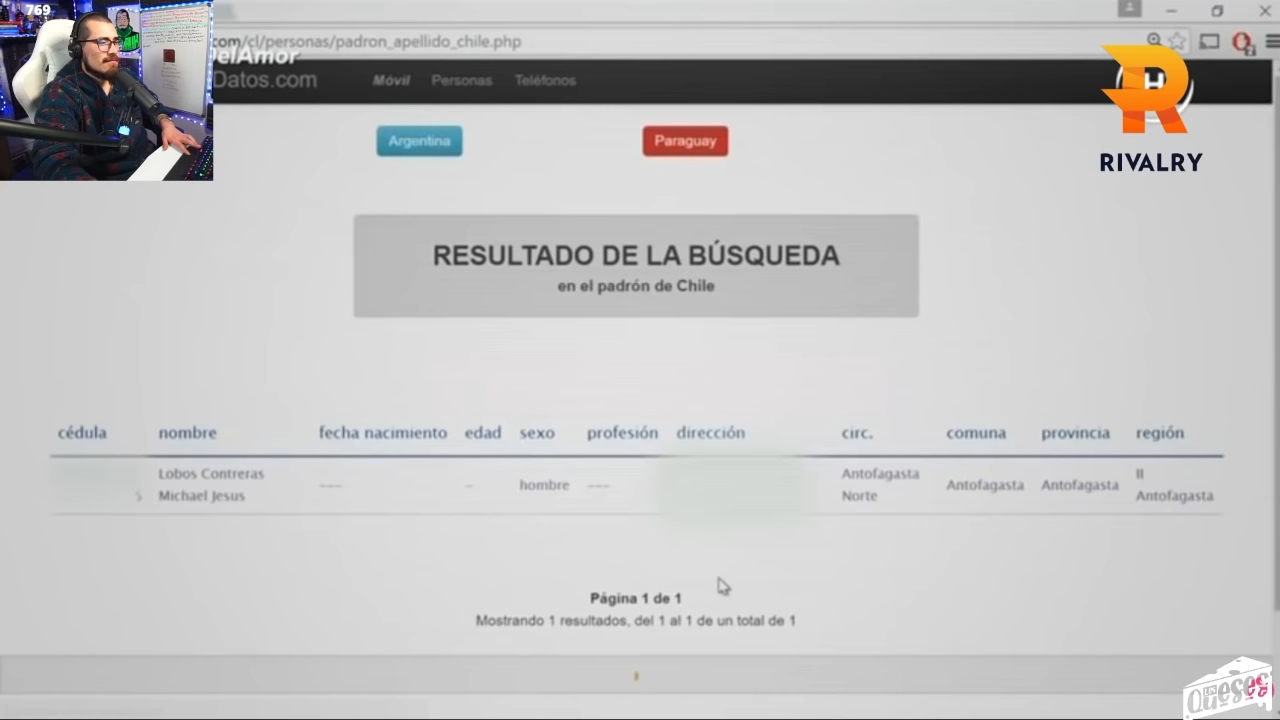 769
com/cl/personas/padron_apellido_chile.php
DelAmor
Datos.com
Móvil Personas Teléfonos
H
RIVALRY
Argentina
Paraguay
RESULTADO DE LA BÚSQUEDA
en el padrón de Chile
cédula nombre fecha nacimiento edad sexo profesión dirección circ. comuna provincia región
Lobos Contreras Antofagasta II
5 Michael Jesus --- - hombre --- Norte Antofagasta Antofagasta Antofagasta
Página 1 de 1
Mostrando 1 resultados, del 1 al 1 de un total de 1
Queses